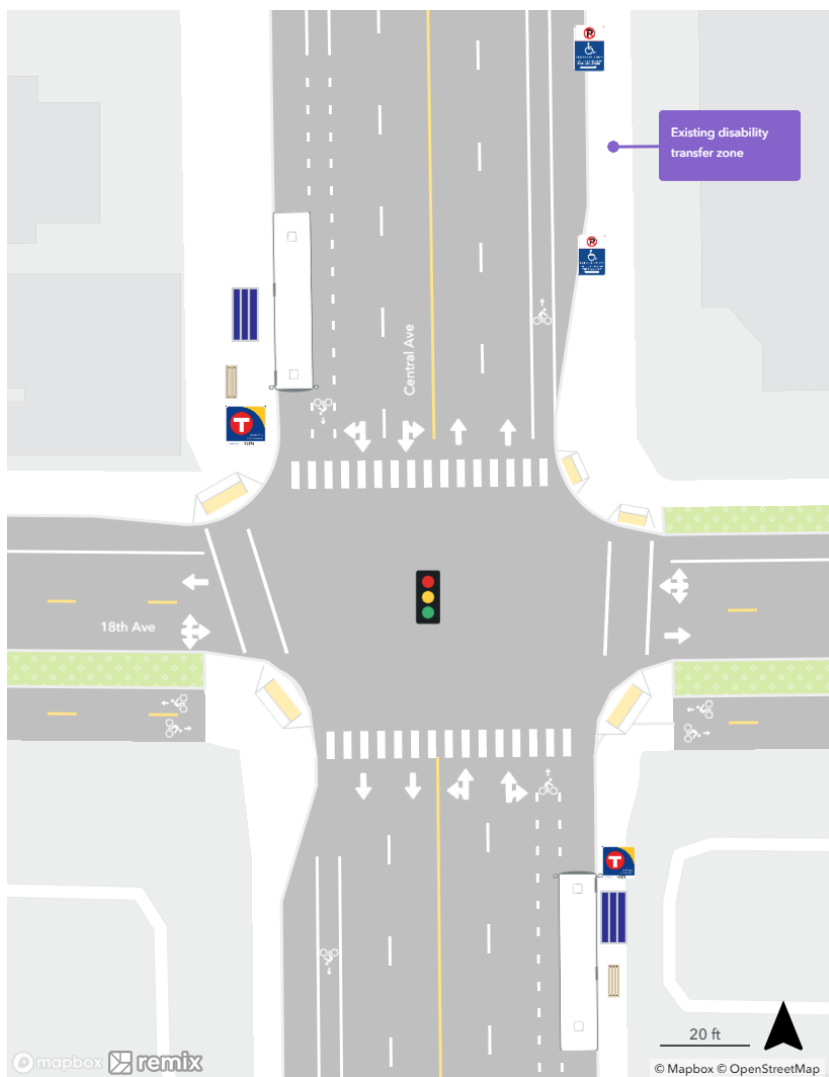 P
Existing disability
transfer zone
P
Central Ave
T
18th Ave
T
20 ft
mapbox remix
© Mapbox © OpenStreetMap